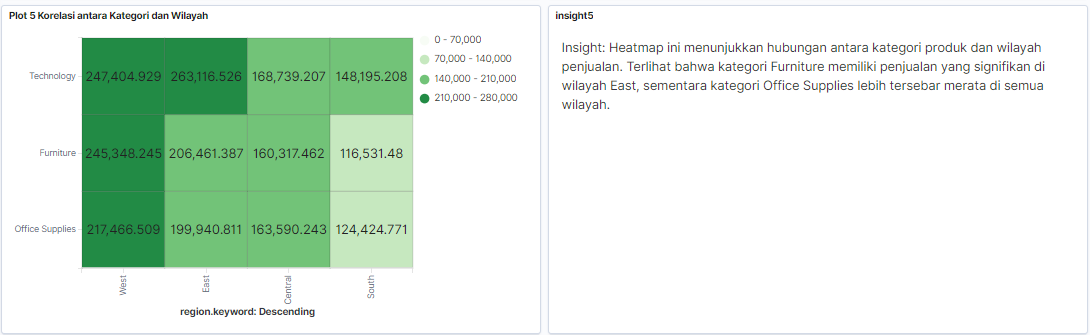 Plot 5 Korelasi antara Kategori dan Wilayah
0 - 70,000
70,000 - 140,000
140,000 - 210,000
210,000 - 280,000
Technology 247,404.929 263,116.526 168,739.207 148,195.208
Furniture 245,348.245 206,461.387 160,317.462 116,531.48
Office Supplies 217,466.509 199,940.811 163,590.243 124,424.771
West East Central South
region.keyword: Descending
insight5
Insight: Heatmap ini menunjukkan hubungan antara kategori produk dan wilayah
penjualan. Terlihat bahwa kategori Furniture memiliki penjualan yang signifikan di
wilayah East, sementara kategori Office Supplies lebih tersebar merata di semua
wilayah.